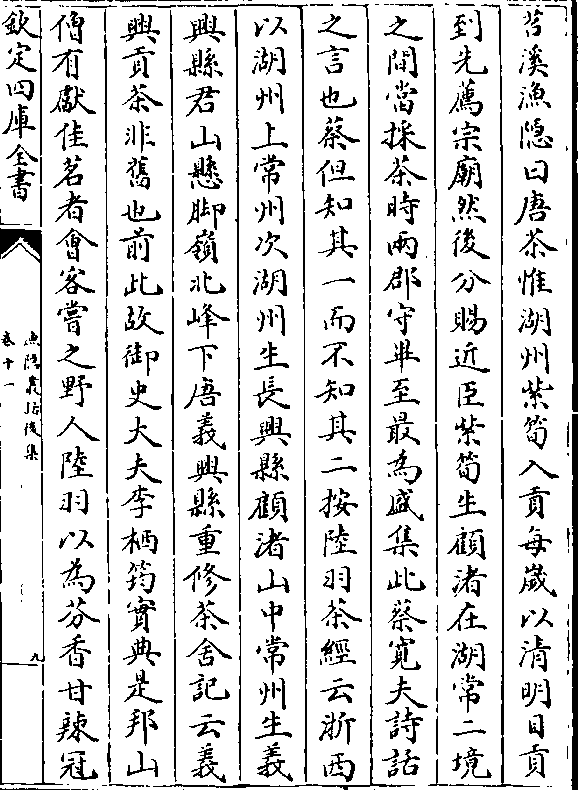 苕溪漁隠曰唐茶惟湖州紫筍入貢每歲以清明日貢
到先薦宗廟然後分賜近臣紫筍生顧渚在湖常二境
之間當採茶時兩郡守畢至最為盛集此蔡寛夫詩話
之言也蔡但知其一而不知其二按陸羽茶經云浙西
以湖州上常州次湖州生長興縣顧渚山中常州生義
興縣君山懸脚嶺北峰下唐義興縣重修茶舍記云義
興貢茶非舊也前此故御史大夫李栖筠實典是邦山
僧有獻佳茗者會客嘗之野人陸羽以為芬香甘辣冠
欽定四庫全書
漁隠叢話後集
卷十一
九